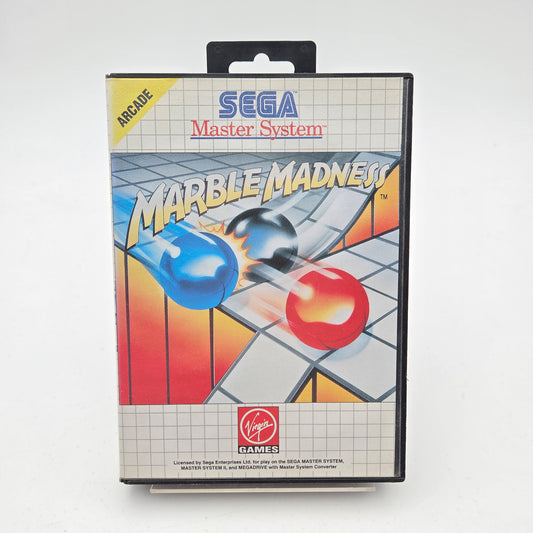 ARCADE
SEGA
Master System™
MARBLE MADNESS
TM
Virgin
GAMES
Licensed by Sega Enterprises Ltd. for play on the SEGA MASTER SYSTEM,
MASTER SYSTEM II, and MEGADRIVE with Master System Converter